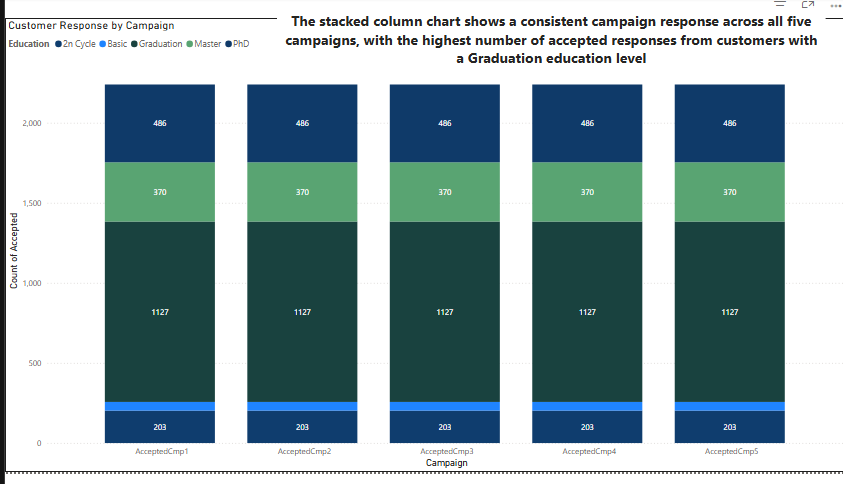 Customer Response by Campaign
The stacked column chart shows a consistent campaign response across all five
campaigns, with the highest number of accepted responses from customers with
a Graduation education level
Education 2n Cycle Basic Graduation Master PhD
Count of Accepted
2,000
1,500
1,000
500
0
486 486 486 486 486
370 370 370 370 370
1127 1127 1127 1127 1127
203 203 203 203 203
AcceptedCmp1 AcceptedCmp2 AcceptedCmp3 AcceptedCmp4 AcceptedCmp5
Campaign